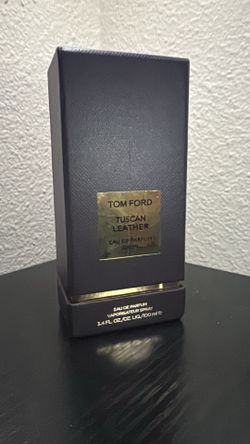 TOM FORD
TUSCAN
LEATHER
EAU DE PARFUM
EAU DE PARFUM
VAPORISATEUR SPRAY
3.4 FL. OZ./OZ. LIQ./100 ml ℮